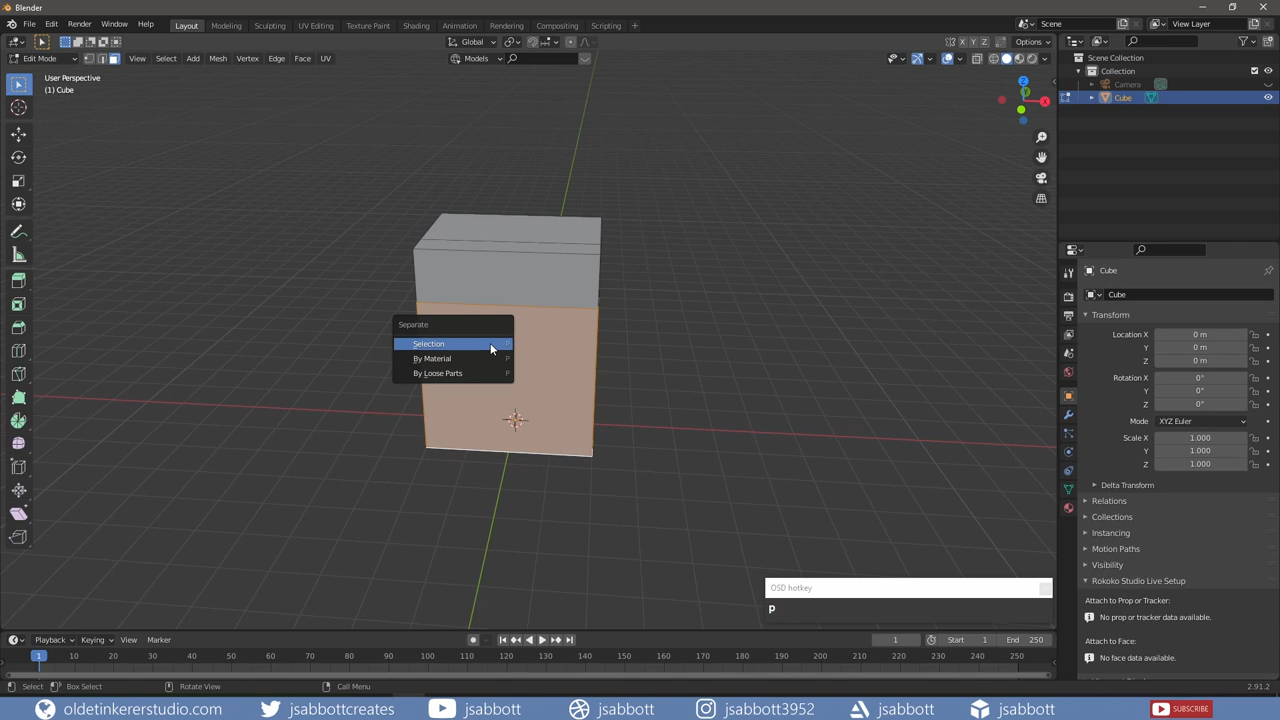 Blender
File Edit Render Window Help Layout Modeling Sculpting UV Editing Texture Paint Shading Animation Rendering Compositing Scripting + Scene View Layer
Global X Y Z Options
Edit Mode View Select Add Mesh Vertex Edge Face UV Models
User Perspective
(1) Cube
Scene Collection
Collection
Camera
Cube
Z
Y
X
Separate
Selection P
By Material P
By Loose Parts P
Cube
Cube
Transform
Location X 0 m
Y 0 m
Z 0 m
Rotation X 0°
Y 0°
Z 0°
Mode XYZ Euler
Scale X 1.000
Y 1.000
Z 1.000
Delta Transform
Relations
Collections
Instancing
Motion Paths
Visibility
Rokoko Studio Live Setup
Attach to Prop or Tracker:
No prop or tracker data available.
Attach to Face:
No face data available.
OSD hotkey
p
Playback Keying View Marker 1 Start 1 End 250
1 10 20 30 40 50 60 70 80 90 100 110 120 130 140 150 160 170 180 190 200 210 220 230 240 250
Select Box Select Rotate View Call Menu 2.91.2
oldetinkererstudio.com jsabbottcreates jsabbott jsabbott jsabbott3952 jsabbott jsabbott SUBSCRIBE